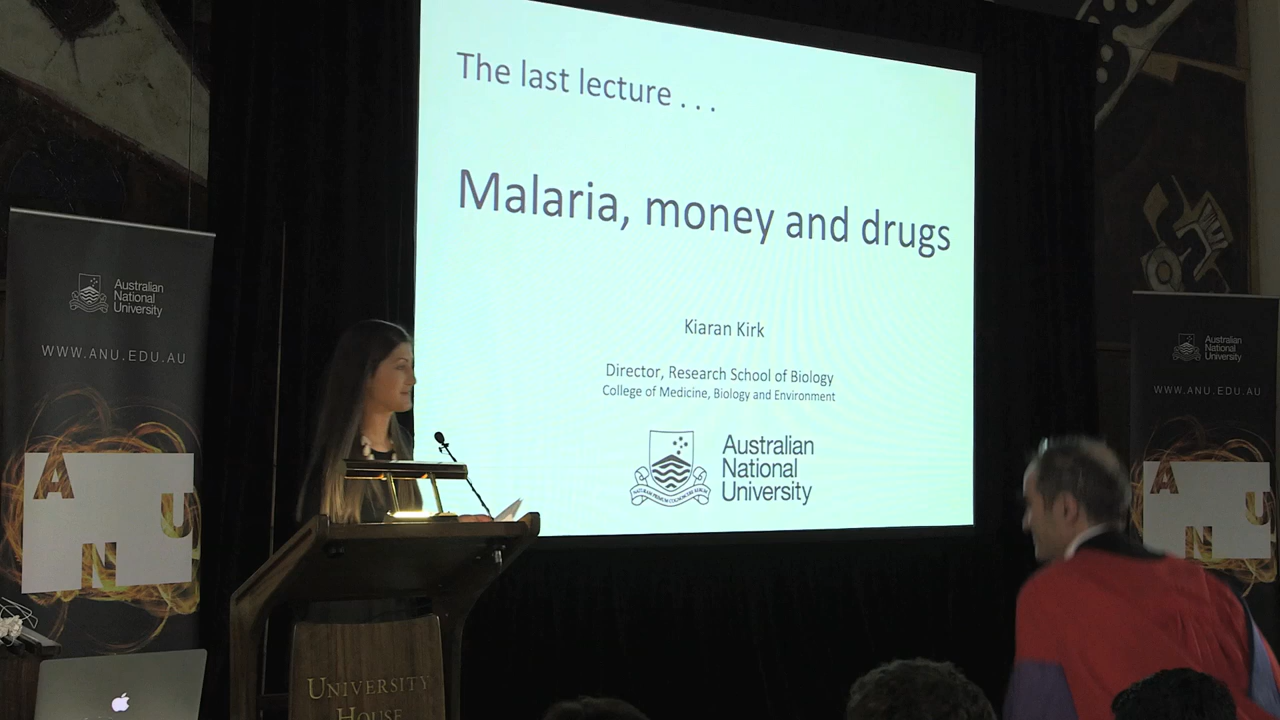 The last lecture . . .
Malaria, money and drugs
Kiaran Kirk
Director, Research School of Biology
College of Medicine, Biology and Environment
Australian
National
University
Australian
National
University
WWW.ANU.EDU.AU
A
U
N
Australian
National
University
WWW.ANU.EDU.AU
A
U
N
UNIVERSITY
HOUSE